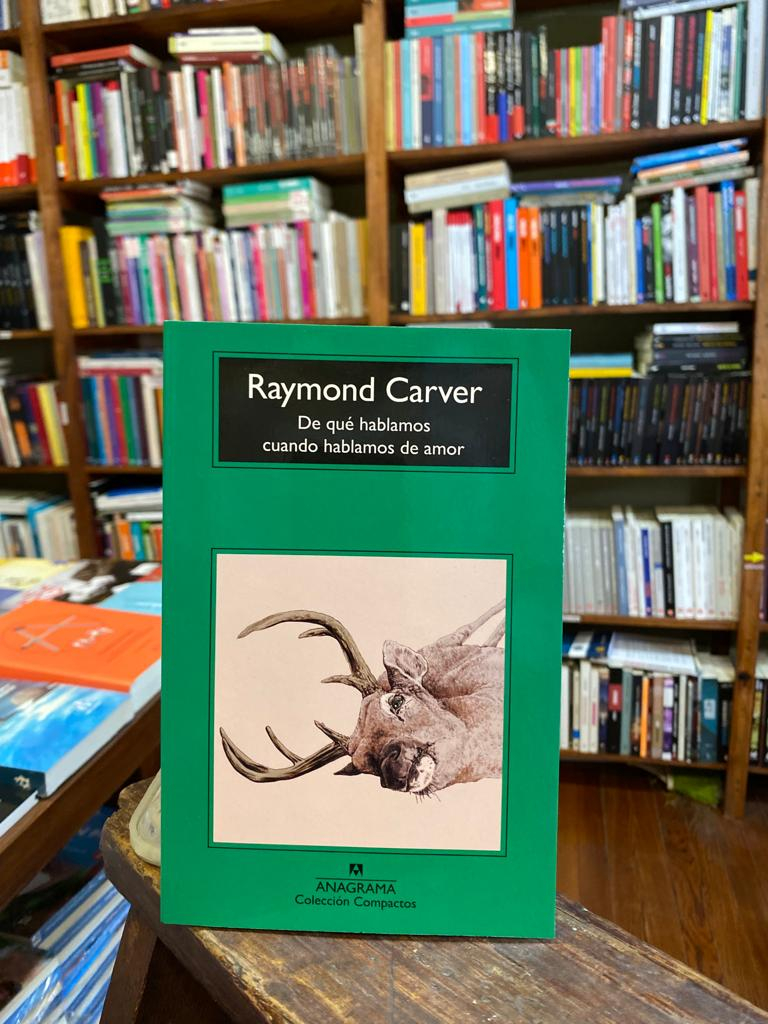 Raymond Carver
De qué hablamos
cuando hablamos de amor
ANAGRAMA
Colección Compactos